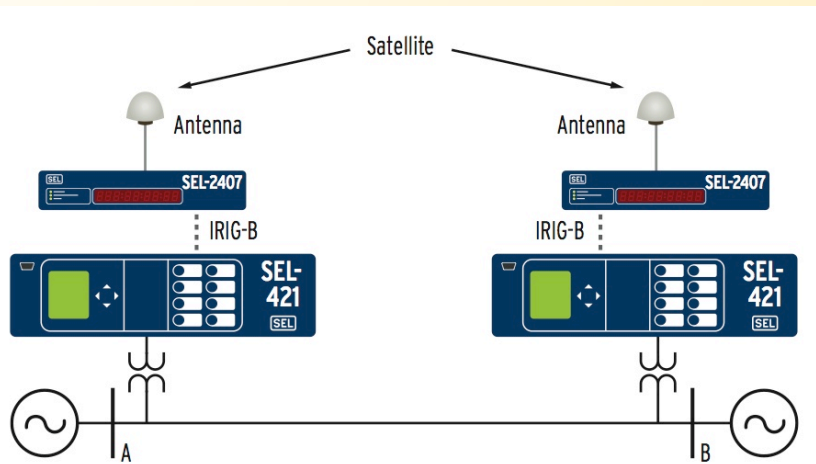 Satellite
Antenna
Antenna
SEL
SEL-2407
SEL
SEL-2407
IRIG-B
IRIG-B
SEL-
421
SEL
SEL-
421
SEL
A
B